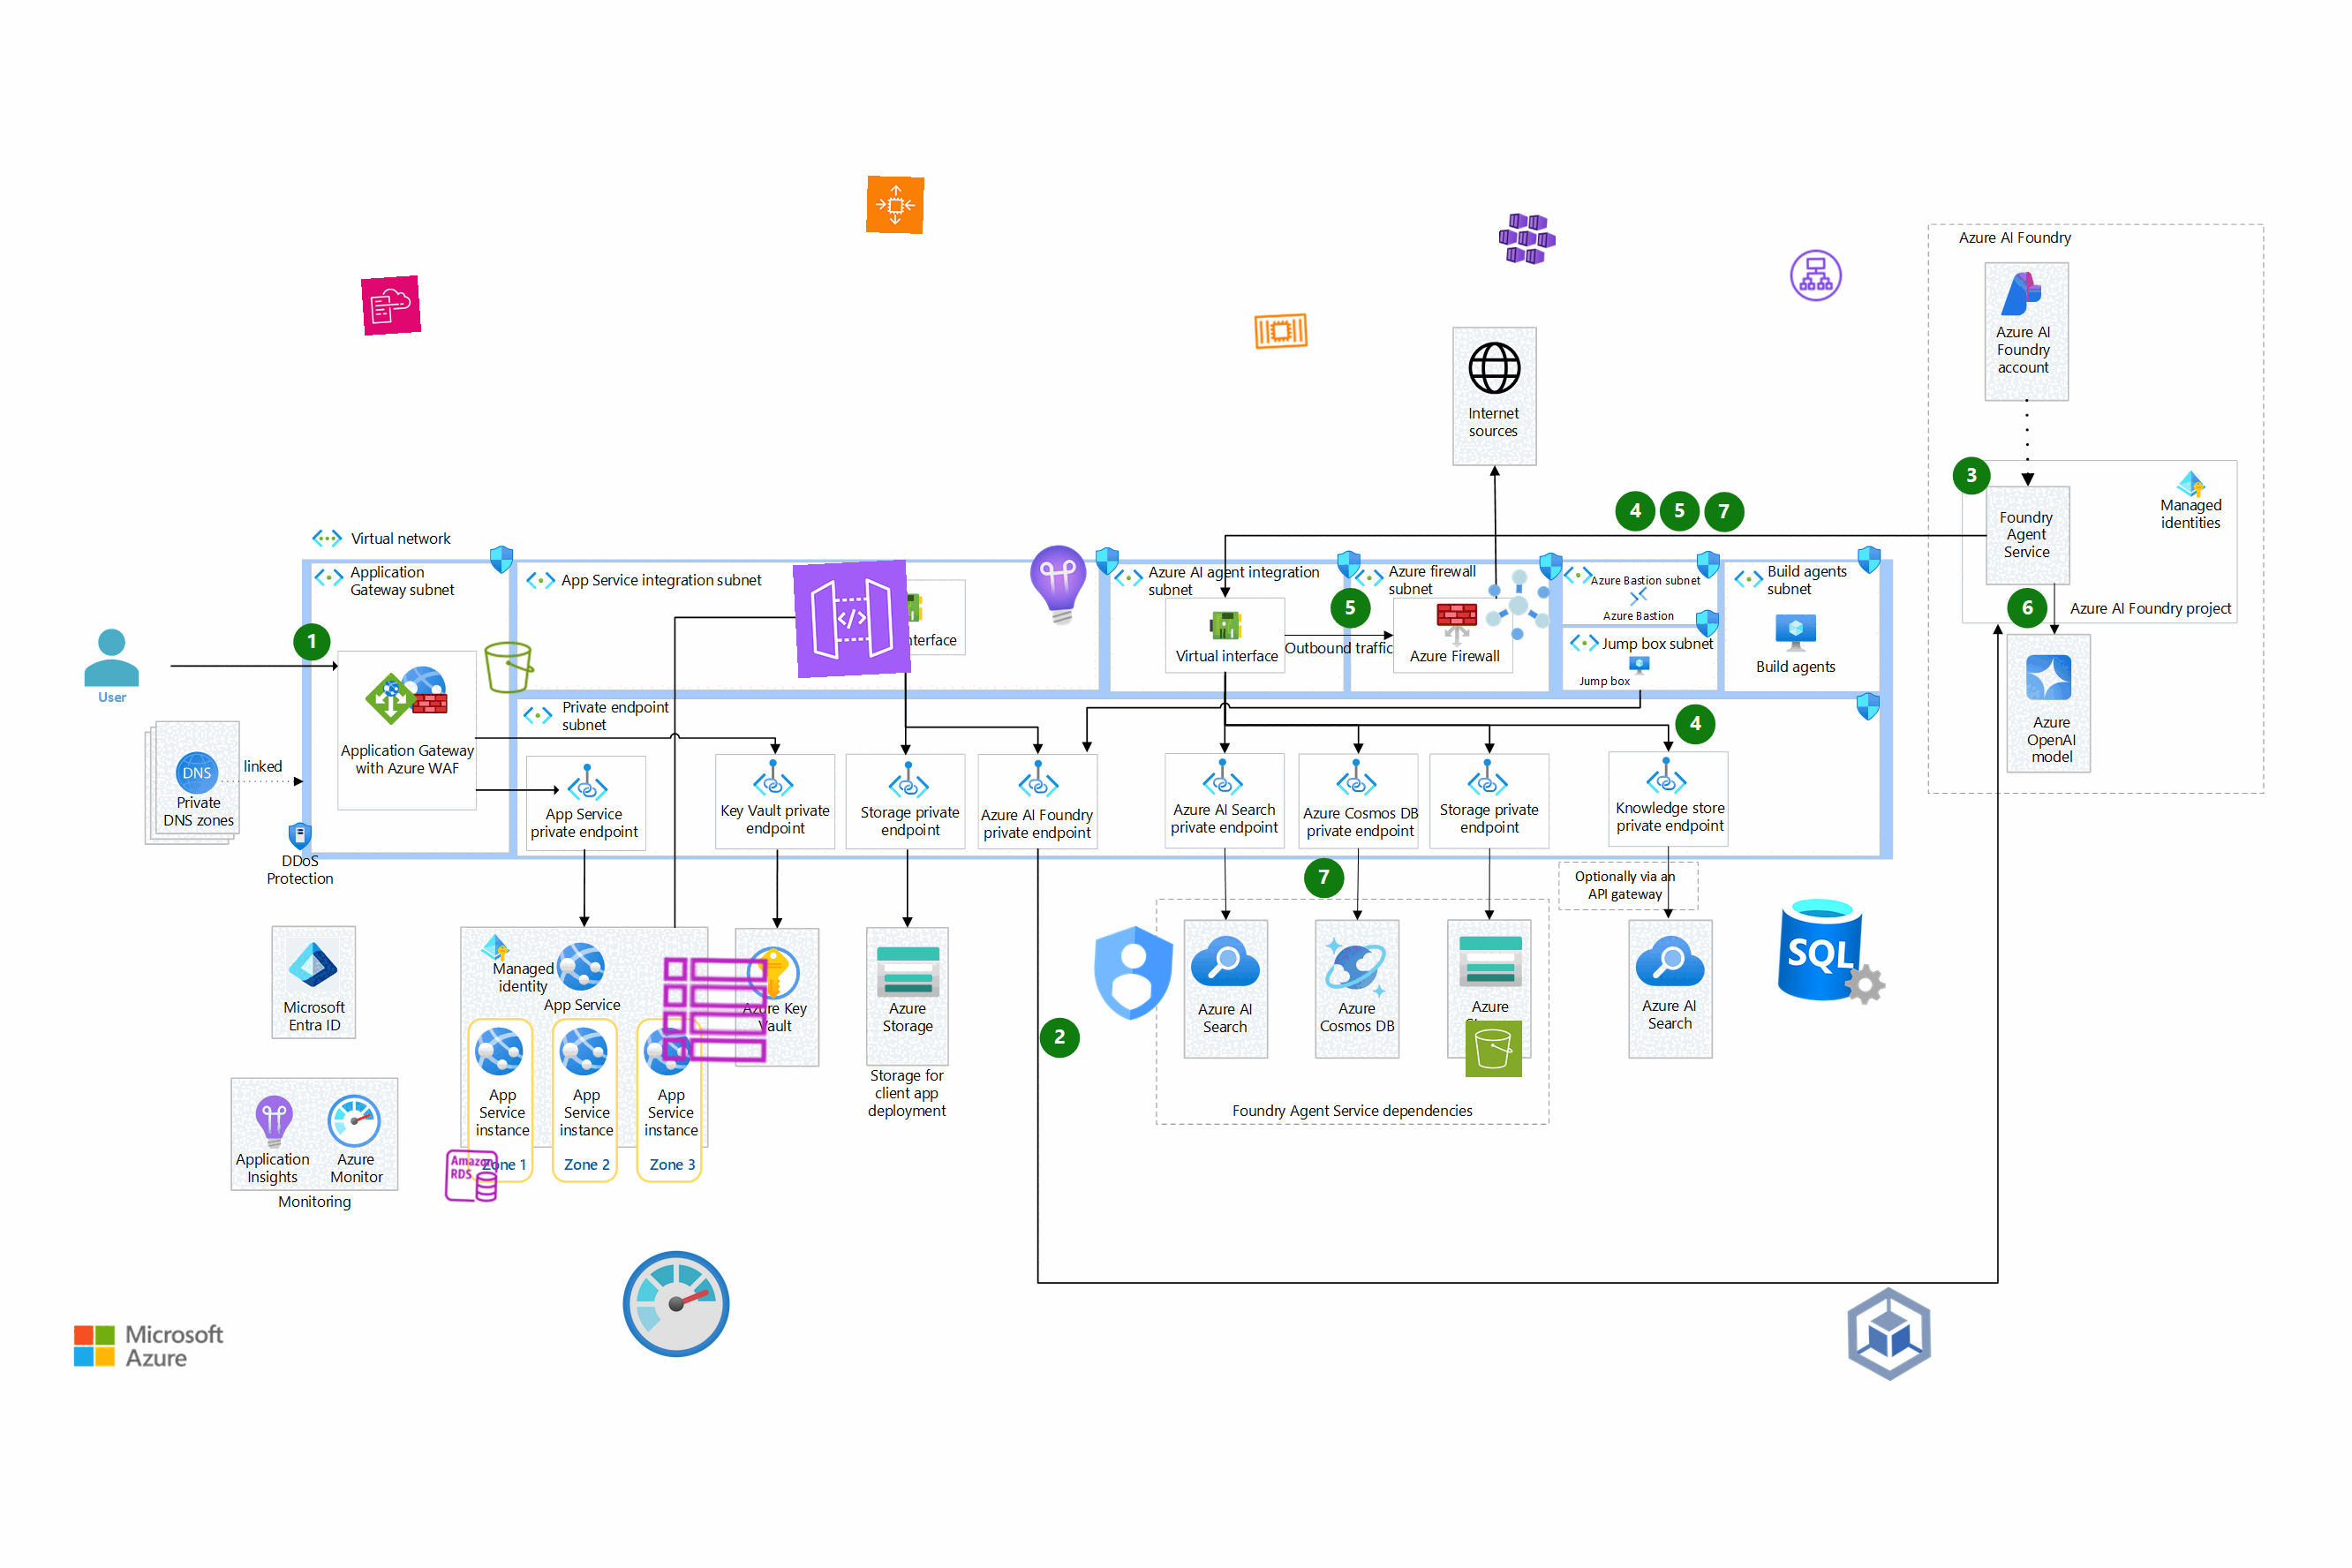 Azure AI Foundry
Azure AI
Foundry
account
Internet
sources
3
Managed
identities
Foundry
Agent
Service
4
5
7
Virtual network
Application
Gateway subnet
App Service integration subnet
Azure AI agent integration
subnet
Azure firewall
subnet
Azure Bastion subnet
Azure Bastion
Build agents
subnet
1
5
6
Azure AI Foundry project
nterface
Virtual interface
Outbound traffic
Azure Firewall
Jump box subnet
Jump box
Build agents
User
Private endpoint
subnet
4
Azure
OpenAI
model
Application Gateway
with Azure WAF
linked
DNS
Private
DNS zones
App Service
private endpoint
Key Vault private
endpoint
Storage private
endpoint
Azure AI Foundry
private endpoint
Azure AI Search
private endpoint
Azure Cosmos DB
private endpoint
Storage private
endpoint
Knowledge store
private endpoint
DDoS
Protection
7
Optionally via an
API gateway
Microsoft
Entra ID
Managed
identity
App Service
Azure Key
Vault
Azure
Storage
Azure AI
Search
Azure
Cosmos DB
Azure
Azure AI
Search
SQL
2
App
Service
instance
App
Service
instance
App
Service
instance
Storage for
client app
deployment
Foundry Agent Service dependencies
Application
Insights
Azure
Monitor
Monitoring
Amazon
RDS
Zone 1
Zone 2
Zone 3
Microsoft
Azure